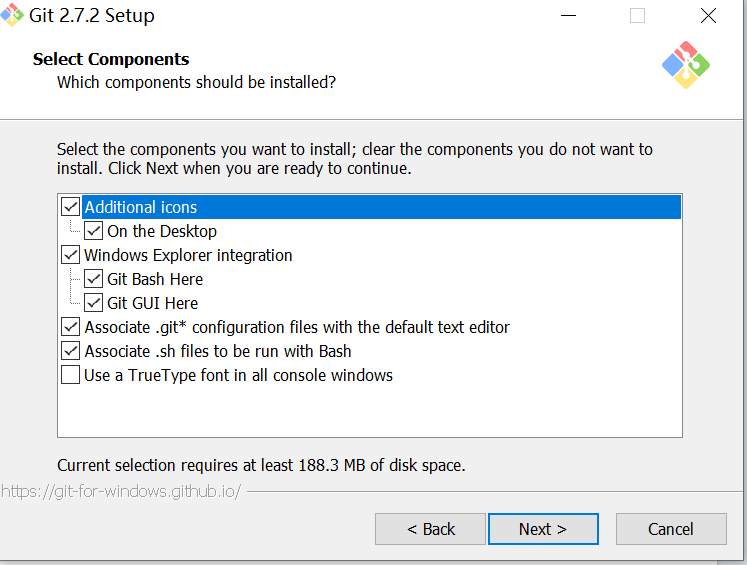 Git 2.7.2 Setup
Select Components
Which components should be installed?
Select the components you want to install; clear the components you do not want to
install. Click Next when you are ready to continue.
Additional icons
On the Desktop
Windows Explorer integration
Git Bash Here
Git GUI Here
Associate .git* configuration files with the default text editor
Associate .sh files to be run with Bash
Use a TrueType font in all console windows
Current selection requires at least 188.3 MB of disk space.
https://git-for-windows.github.io/
< Back Next > Cancel